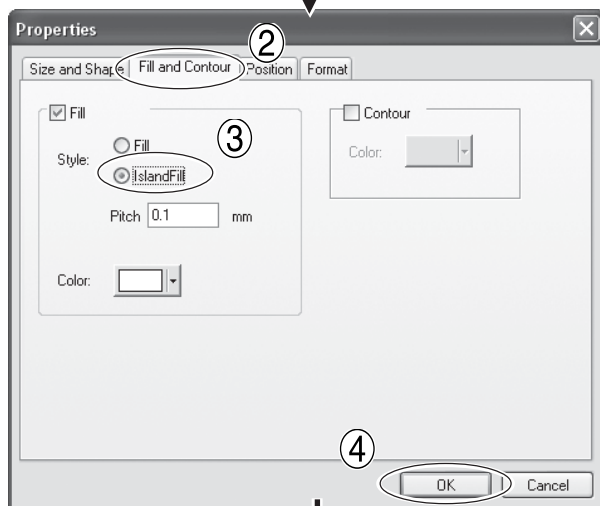 Properties
②
Size and Shape Fill and Contour Position Format
Fill
Contour
③
Style: Fill
IslandFill
Color:
Pitch 0.1 mm
Color:
④
OK Cancel